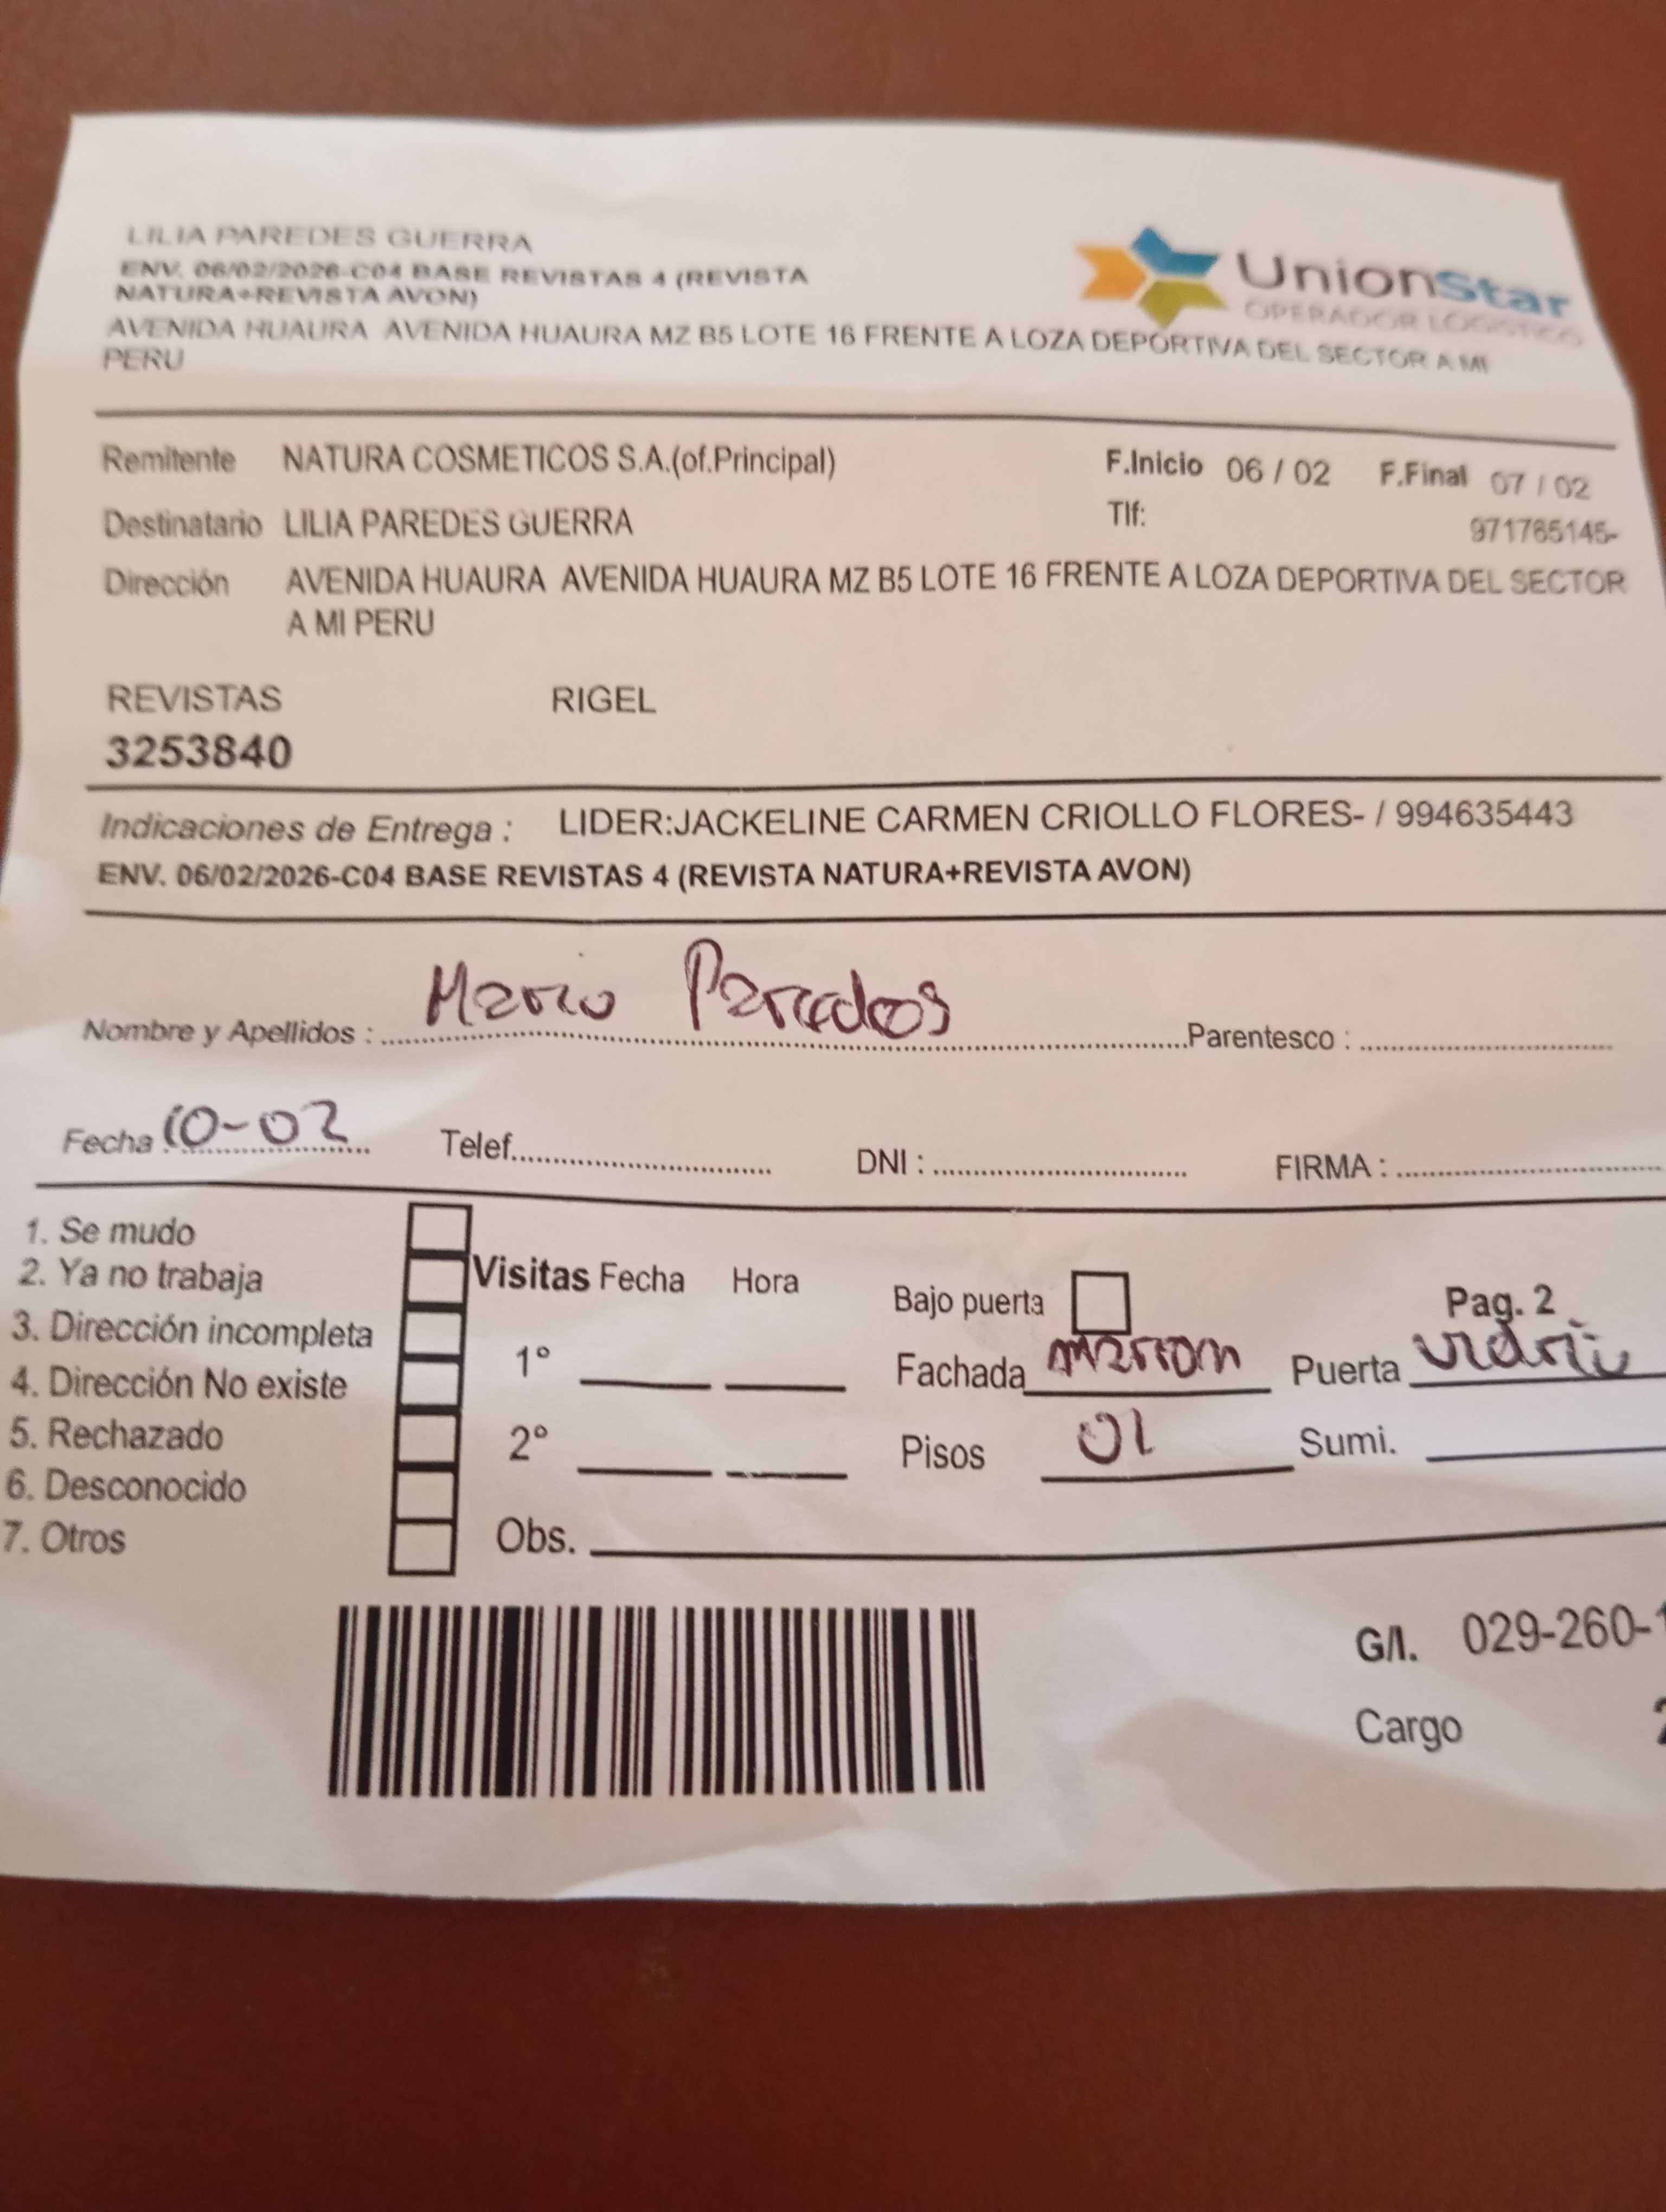 LILIA PAREDES GUERRA
ENV. 06/02/2026-C04 BASE REVISTAS 4 (REVISTA
NATURA+REVISTA AVON)
AVENIDA HUAURA AVENIDA HUAURA MZ B5 LOTE 16 FRENTE A LOZA DEPORTIVA DEL SECTOR A MI
PERU
UnionStar
OPERADOR LOGISTICO
Remitente NATURA COSMETICOS S.A.(of.Principal) F.Inicio 06 / 02 F.Final 07 / 02
Destinatario LILIA PAREDES GUERRA Tlf: 971785145-
Dirección AVENIDA HUAURA AVENIDA HUAURA MZ B5 LOTE 16 FRENTE A LOZA DEPORTIVA DEL SECTOR
A MI PERU
REVISTAS RIGEL
3253840
Indicaciones de Entrega : LIDER:JACKELINE CARMEN CRIOLLO FLORES- / 994635443
ENV. 06/02/2026-C04 BASE REVISTAS 4 (REVISTA NATURA+REVISTA AVON)
Nombre y Apellidos : Mario Paredes Parentesco :
Fecha 10-02 Telef. DNI : FIRMA :
1. Se mudo
2. Ya no trabaja
3. Dirección incompleta
4. Dirección No existe
5. Rechazado
6. Desconocido
7. Otros
Visitas Fecha Hora
1°
2°
Obs.
Bajo puerta Pag. 2
Fachada marron Puerta vidrio
Pisos 01 Sumi.
G/I. 029-260-
Cargo